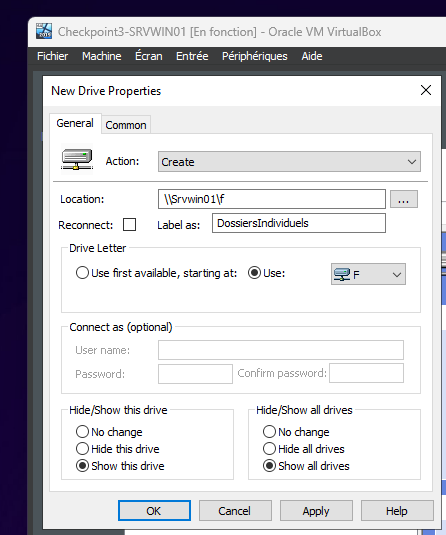 Checkpoint3-SRVWIN01 [En fonction] - Oracle VM VirtualBox
Fichier Machine Écran Entrée Périphériques Aide
New Drive Properties
General Common
Action: Create
Location: \\Srvwin01\f ...
Reconnect: Label as: DossiersIndividuels
Drive Letter
Use first available, starting at: Use: F
Connect as (optional)
User name:
Password: Confirm password:
Hide/Show this drive Hide/Show all drives
No change No change
Hide this drive Hide all drives
Show this drive Show all drives
OK Cancel Apply Help